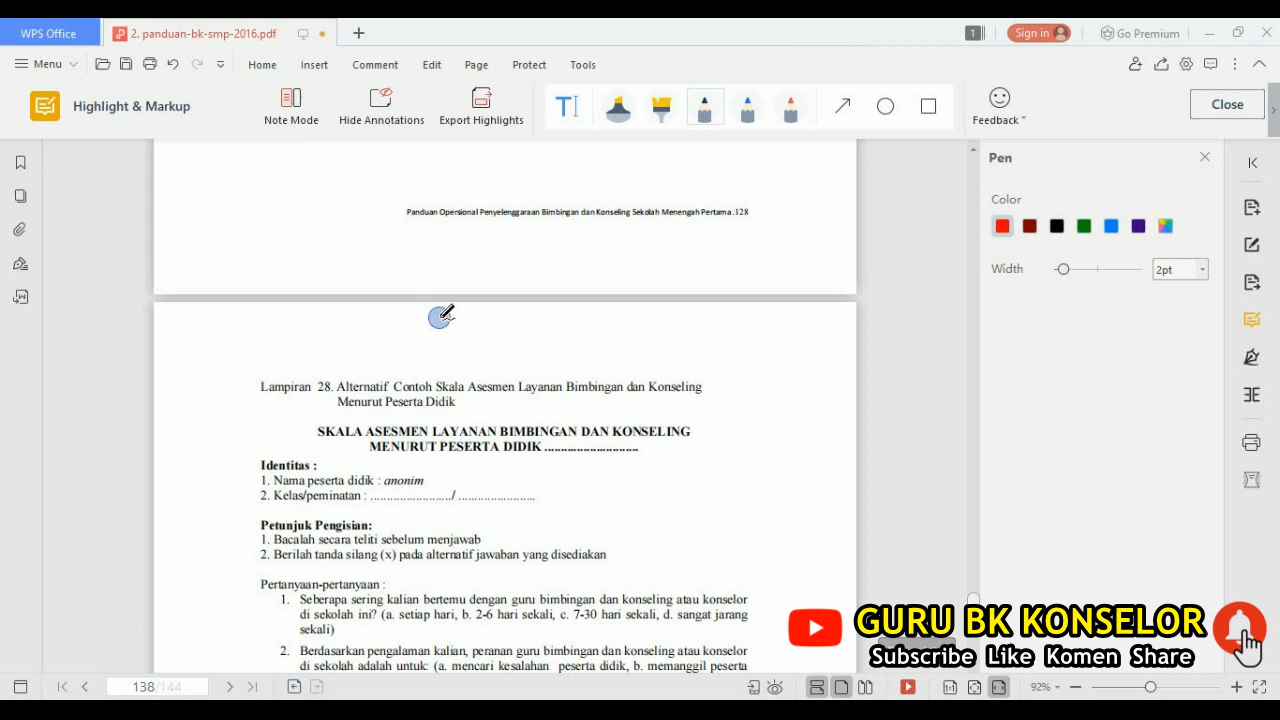 WPS Office
2. panduan-bk-smp-2016.pdf
1
Sign in
Go Premium
Menu
Home
Insert
Comment
Edit
Page
Protect
Tools
Highlight & Markup
Note Mode
Hide Annotations
Export Highlights
T
Feedback
Close
Panduan Opersional Penyelenggaraan Bimbingan dan Konseling Sekolah Menengah Pertama .128
Pen
Color
Width
2pt
Lampiran 28. Alternatif Contoh Skala Asesmen Layanan Bimbingan dan Konseling
Menurut Peserta Didik
SKALA ASESMEN LAYANAN BIMBINGAN DAN KONSELING
MENURUT PESERTA DIDIK ............................
Identitas :
1. Nama peserta didik : anonim
2. Kelas/peminatan : ........................./ ........................
Petunjuk Pengisian:
1. Bacalah secara teliti sebelum menjawab
2. Berilah tanda silang (x) pada alternatif jawaban yang disediakan
Pertanyaan-pertanyaan :
1. Seberapa sering kalian bertemu dengan guru bimbingan dan konseling atau konselor
di sekolah ini? (a. setiap hari, b. 2-6 hari sekali, c. 7-30 hari sekali, d. sangat jarang
sekali)
2. Berdasarkan pengalaman kalian, peranan guru bimbingan dan konseling atau konselor
di sekolah adalah untuk: (a. mencari kesalahan peserta didik, b. memanggil peserta
GURU BK KONSELOR
Subscribe Like Komen Share
138/144
92%